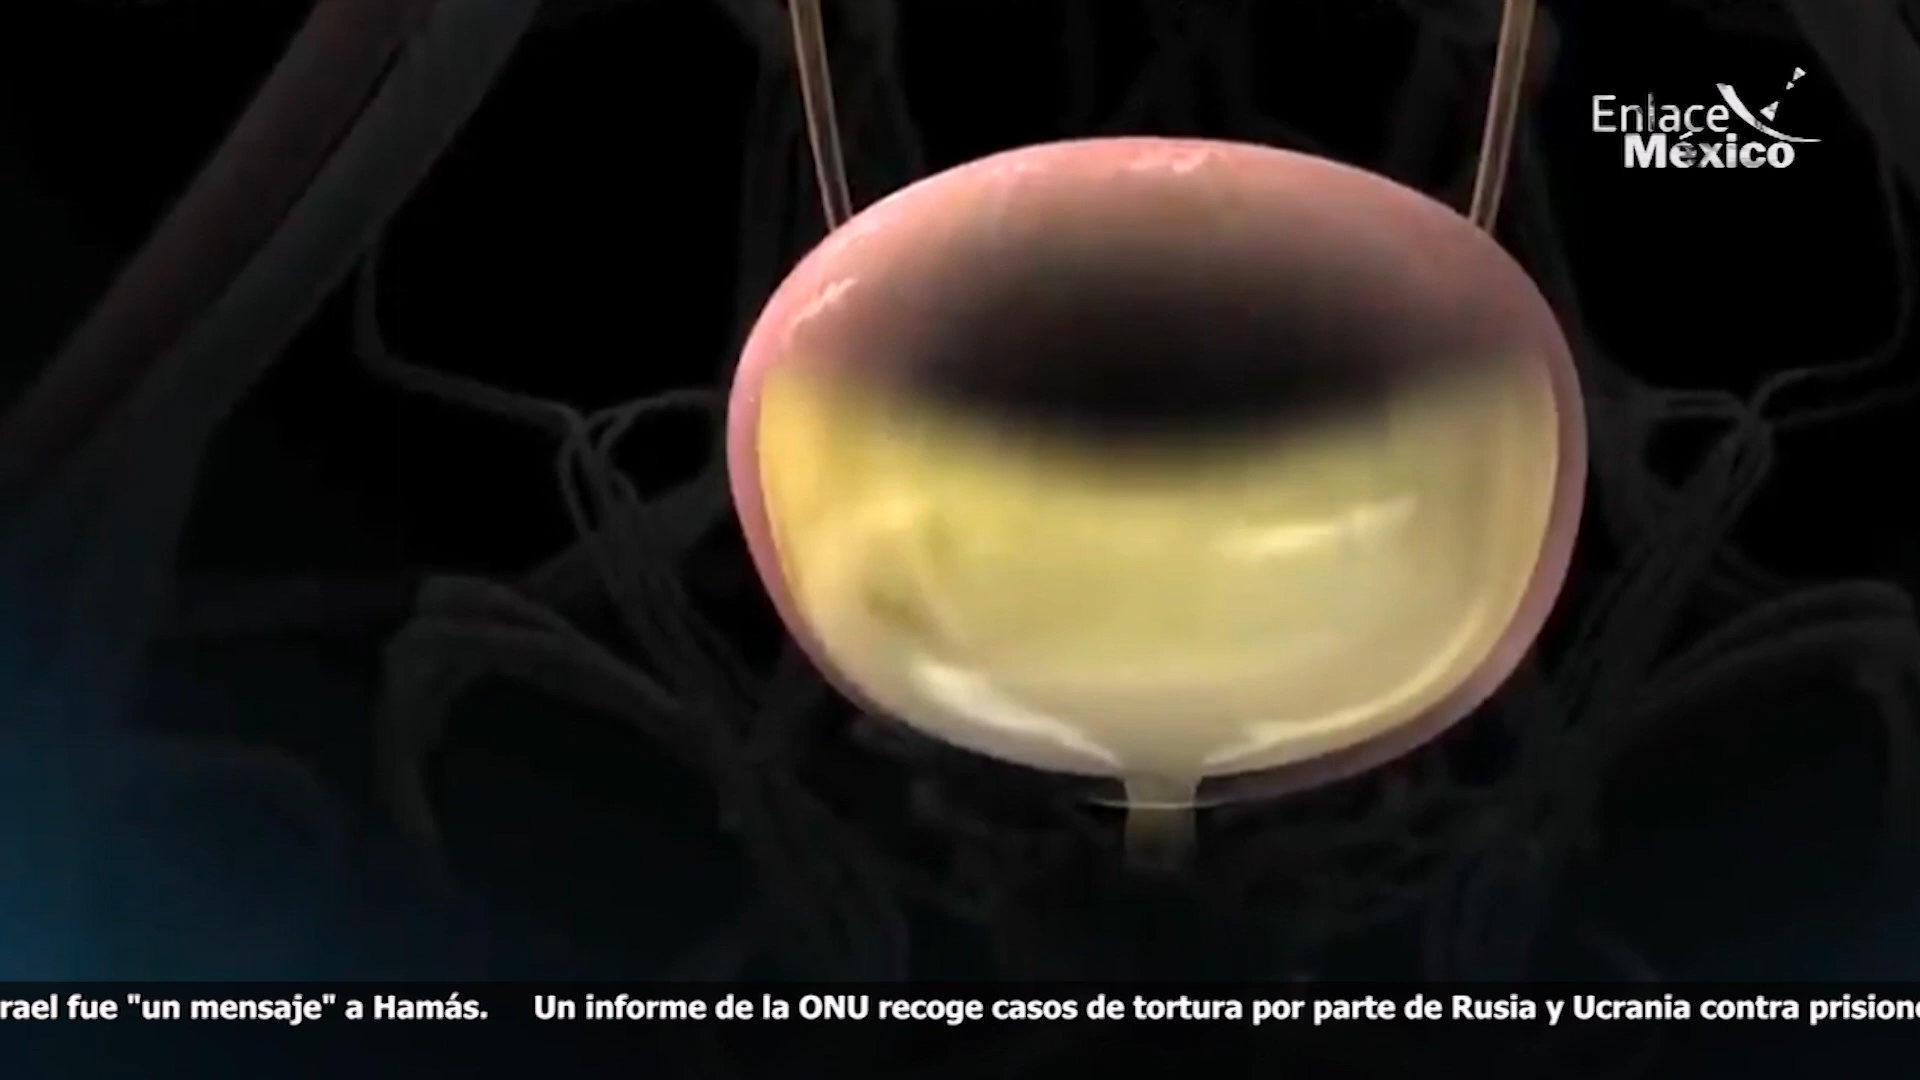 Enlace
México
rael fue "un mensaje" a Hamás. Un informe de la ONU recoge casos de tortura por parte de Rusia y Ucrania contra prisione